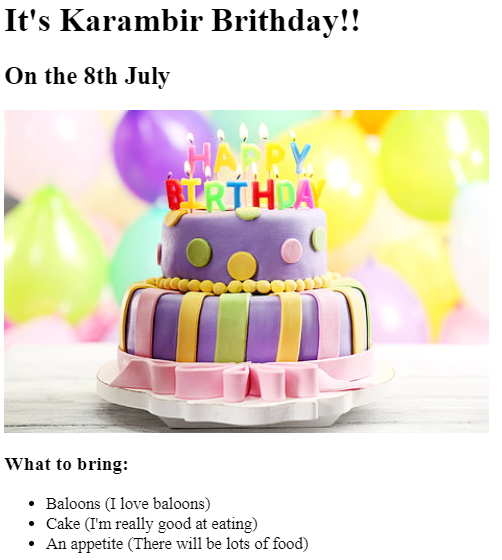 It's Karambir Brithday!!
On the 8th July
HAPPY
BIRTHDAY
What to bring:
Baloons (I love baloons)
Cake (I'm really good at eating)
An appetite (There will be lots of food)